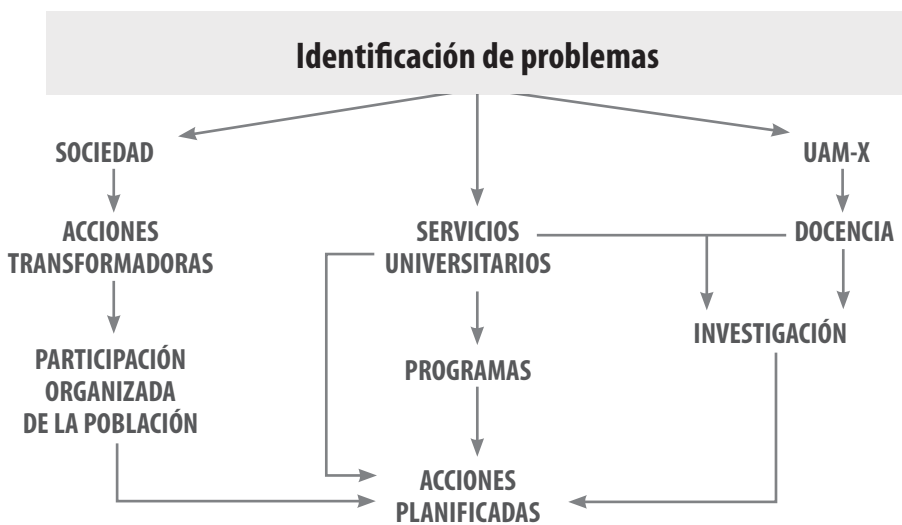 Identificación de problemas
SOCIEDAD
UAM-X
ACCIONES
TRANSFORMADORAS
SERVICIOS
UNIVERSITARIOS
DOCENCIA
INVESTIGACIÓN
PARTICIPACIÓN
ORGANIZADA
DE LA POBLACIÓN
PROGRAMAS
ACCIONES
PLANIFICADAS